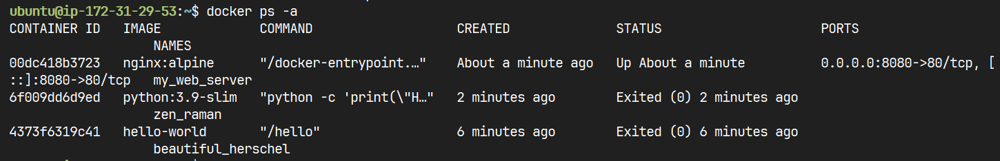 ubuntu@ip-172-31-29-53:~$ docker ps -a
CONTAINER ID   IMAGE             COMMAND                  CREATED              STATUS                     PORTS
                   NAMES
00dc418b3723   nginx:alpine      "/docker-entrypoint.…"   About a minute ago   Up About a minute          0.0.0.0:8080->80/tcp, [
::]:8080->80/tcp   my_web_server
6f009dd6d9ed   python:3.9-slim   "python -c 'print(\"H…"   2 minutes ago        Exited (0) 2 minutes ago
                   zen_raman
4373f6319c41   hello-world       "/hello"                 6 minutes ago        Exited (0) 6 minutes ago
                   beautiful_herschel